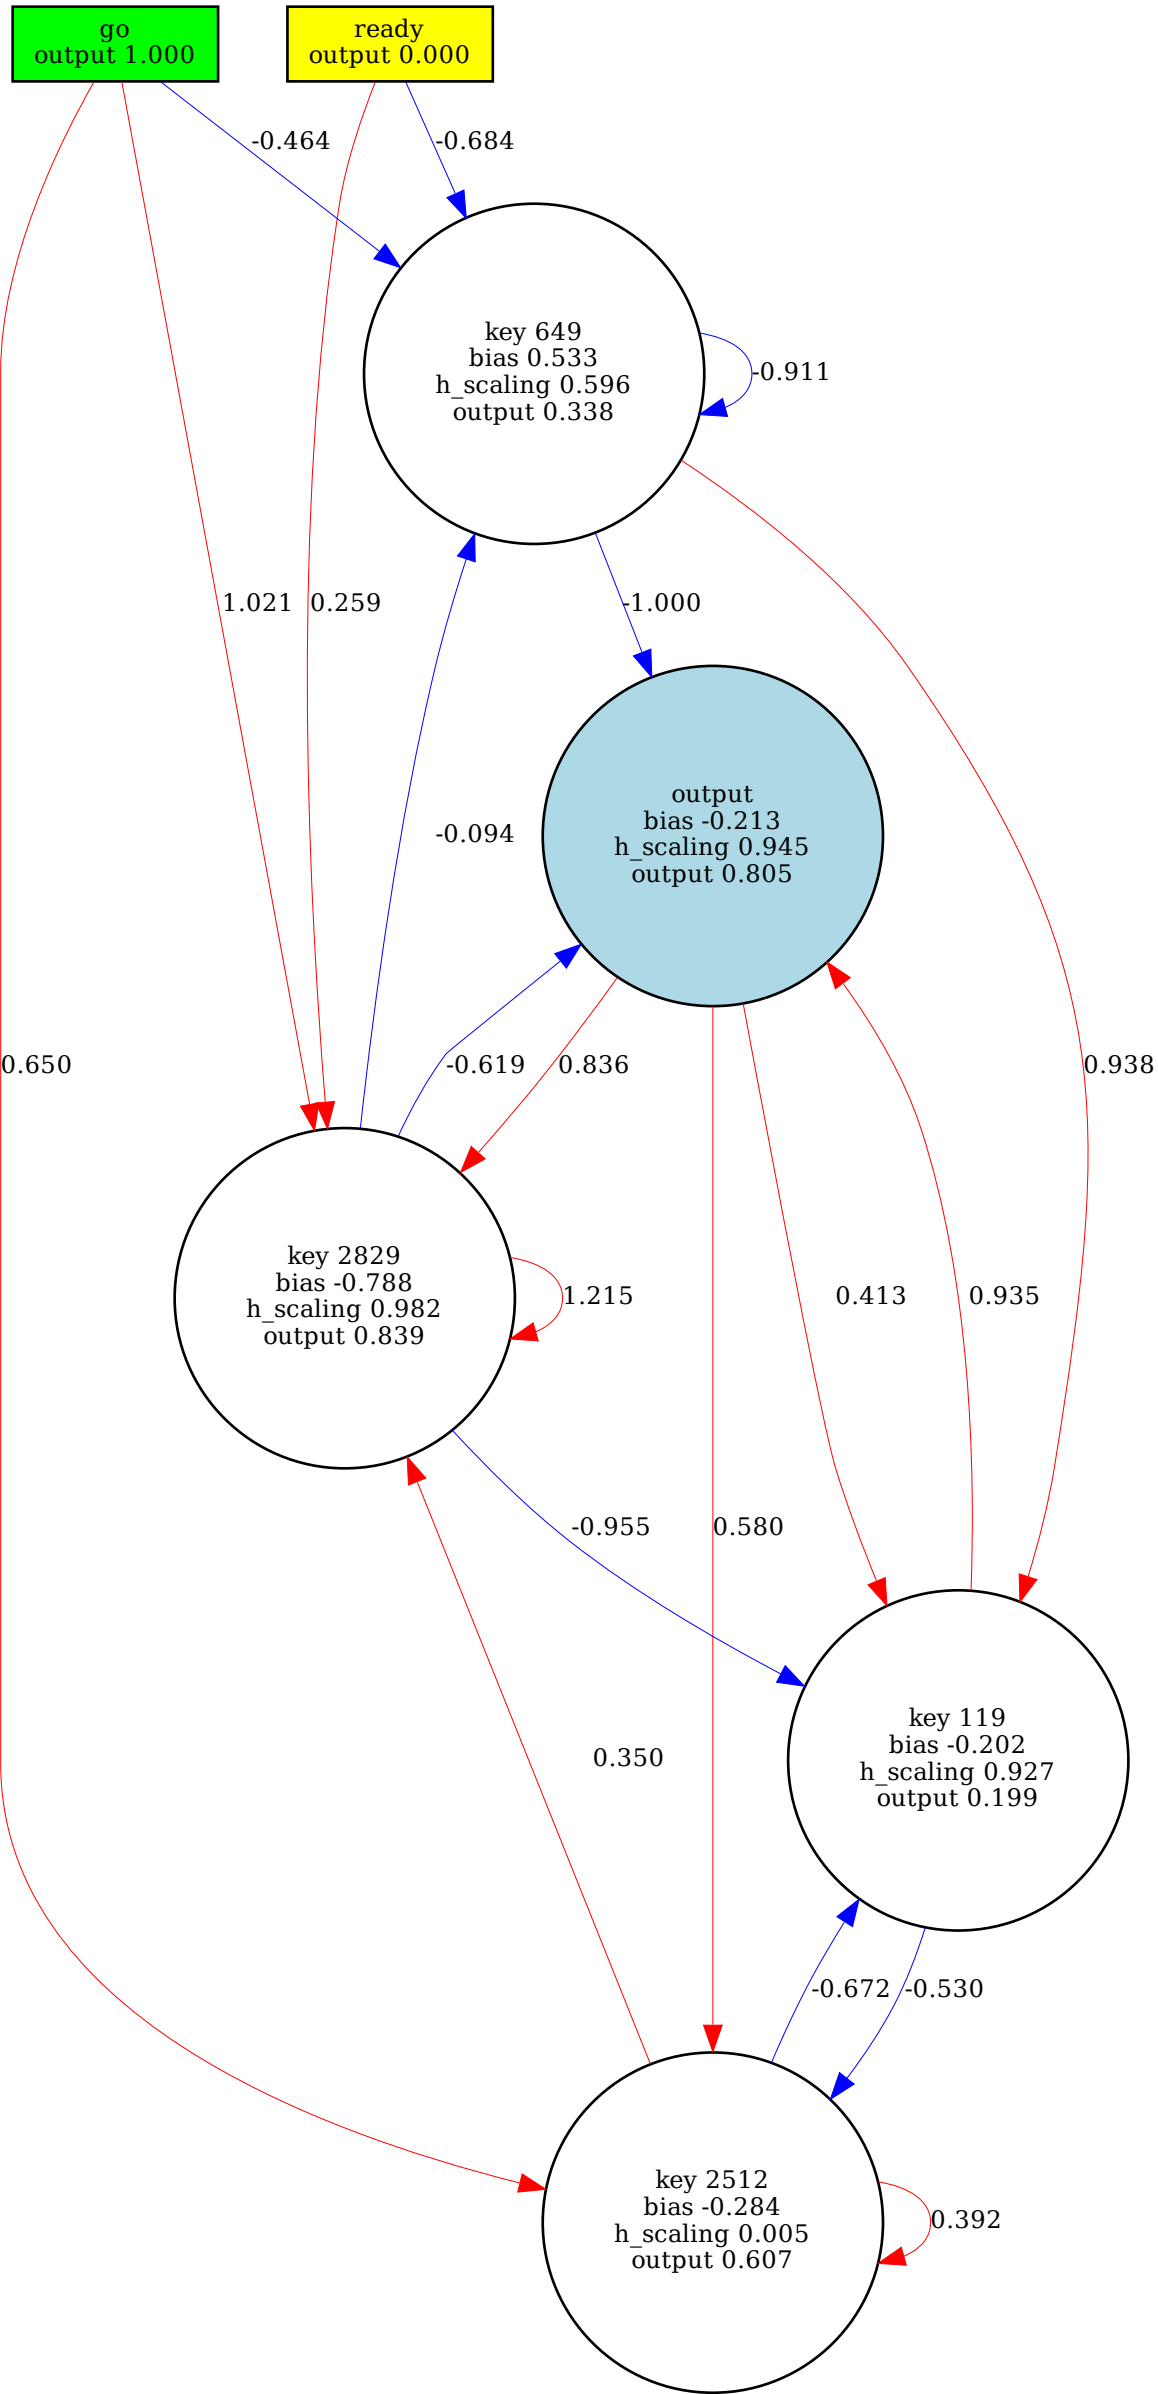 go
output 1.000
ready
output 0.000
-0.464
-0.684
key 649
bias 0.533
h_scaling 0.596
output 0.338
-0.911
1.021
0.259
-1.000
output
bias -0.213
h_scaling 0.945
output 0.805
-0.094
0.650
-0.619
0.836
0.938
key 2829
bias -0.788
h_scaling 0.982
output 0.839
1.215
0.413
0.935
-0.955
0.580
key 119
bias -0.202
h_scaling 0.927
output 0.199
0.350
-0.672
-0.530
key 2512
bias -0.284
h_scaling 0.005
output 0.607
0.392